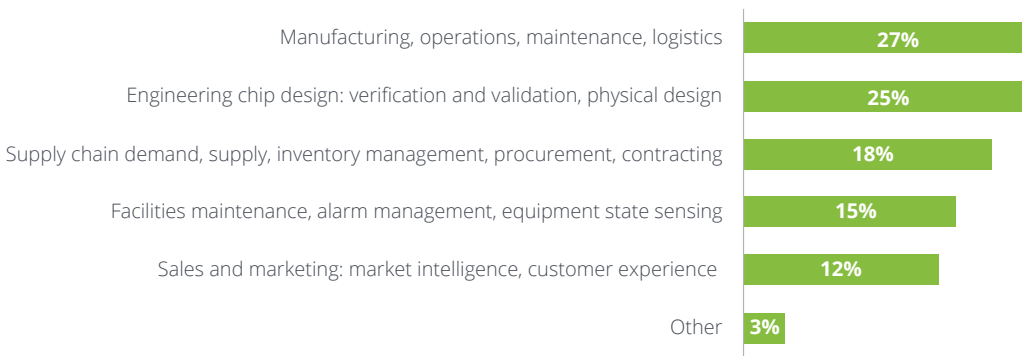 Manufacturing, operations, maintenance, logistics 27%
Engineering chip design: verification and validation, physical design 25%
Supply chain demand, supply, inventory management, procurement, contracting 18%
Facilities maintenance, alarm management, equipment state sensing 15%
Sales and marketing: market intelligence, customer experience 12%
Other 3%